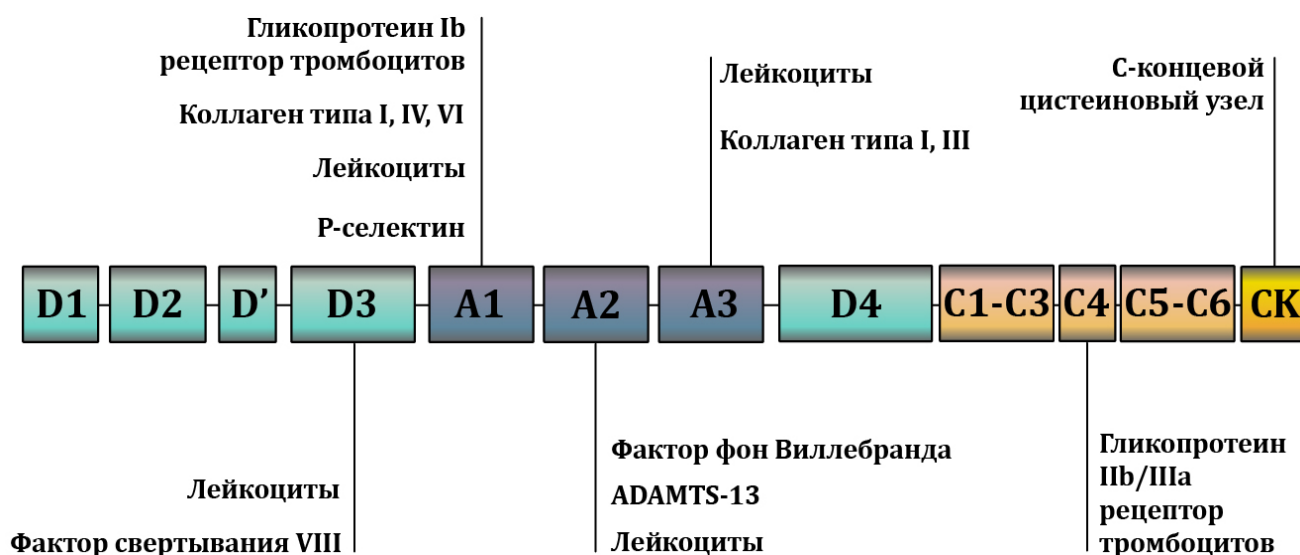 Гликопротеин Ib
рецептор тромбоцитов
Коллаген типа I, IV, VI
Лейкоциты
P-селектин
Лейкоциты
Коллаген типа I, III
С-концевой
цистеиновый узел
D1
D2
D'
D3
A1
A2
A3
D4
C1-C3
C4
C5-C6
CK
Лейкоциты
Фактор свертывания VIII
Фактор фон Виллебранда
ADAMTS-13
Лейкоциты
Гликопротеин
IIb/IIIa
рецептор
тромбоцитов